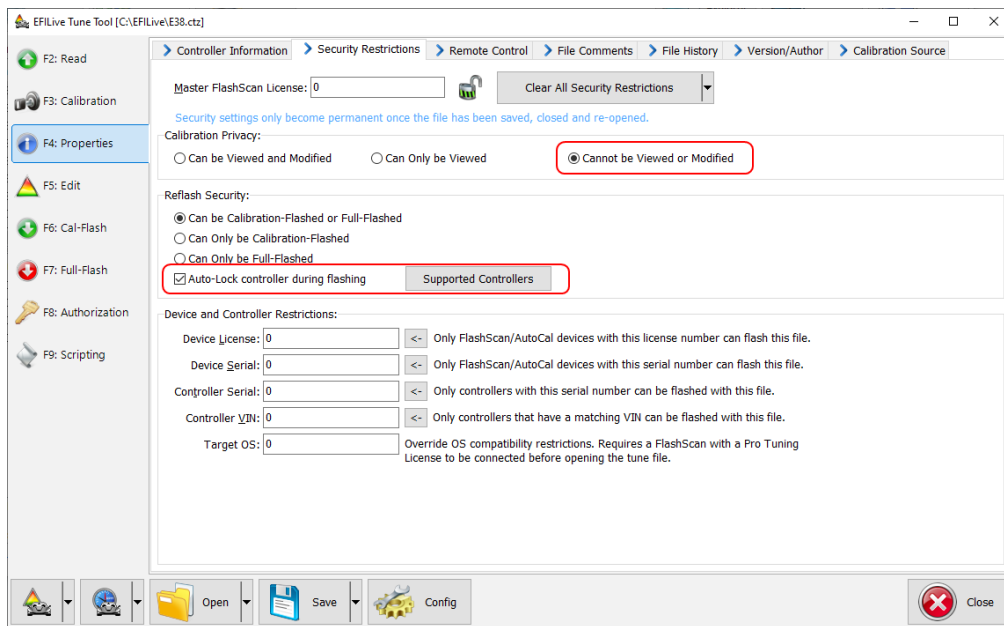 EFILive Tune Tool [C:\EFILive\E38.ctz]
F2: Read
F3: Calibration
F4: Properties
F5: Edit
F6: Cal-Flash
F7: Full-Flash
F8: Authorization
F9: Scripting
Controller Information
Security Restrictions
Remote Control
File Comments
File History
Version/Author
Calibration Source
Master FlashScan License: 0
Clear All Security Restrictions
Security settings only become permanent once the file has been saved, closed and re-opened.
Calibration Privacy:
Can be Viewed and Modified
Can Only be Viewed
Cannot be Viewed or Modified
Reflash Security:
Can be Calibration-Flashed or Full-Flashed
Can Only be Calibration-Flashed
Can Only be Full-Flashed
Auto-Lock controller during flashing
Supported Controllers
Device and Controller Restrictions:
Device License: 0 <- Only FlashScan/AutoCal devices with this license number can flash this file.
Device Serial: 0 <- Only FlashScan/AutoCal devices with this serial number can flash this file.
Controller Serial: 0 <- Only controllers with this serial number can be flashed with this file.
Controller VIN: 0 <- Only controllers that have a matching VIN can be flashed with this file.
Target OS: 0 Override OS compatibility restrictions. Requires a FlashScan with a Pro Tuning
License to be connected before opening the tune file.
Open
Save
Config
Close